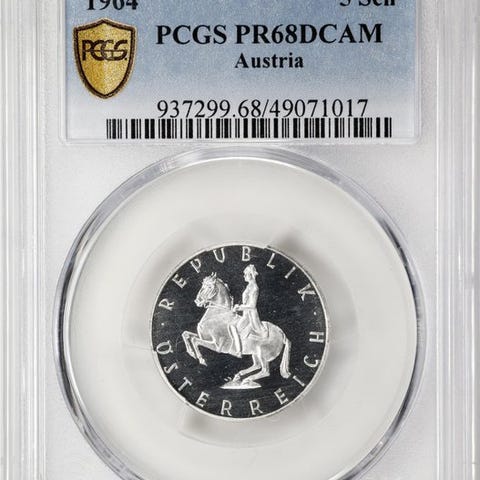 1964 5 Sch
PCGS PCGS PR68DCAM
Austria
937299.68/49071017
· REPUBLIK ·
ÖSTERREICH